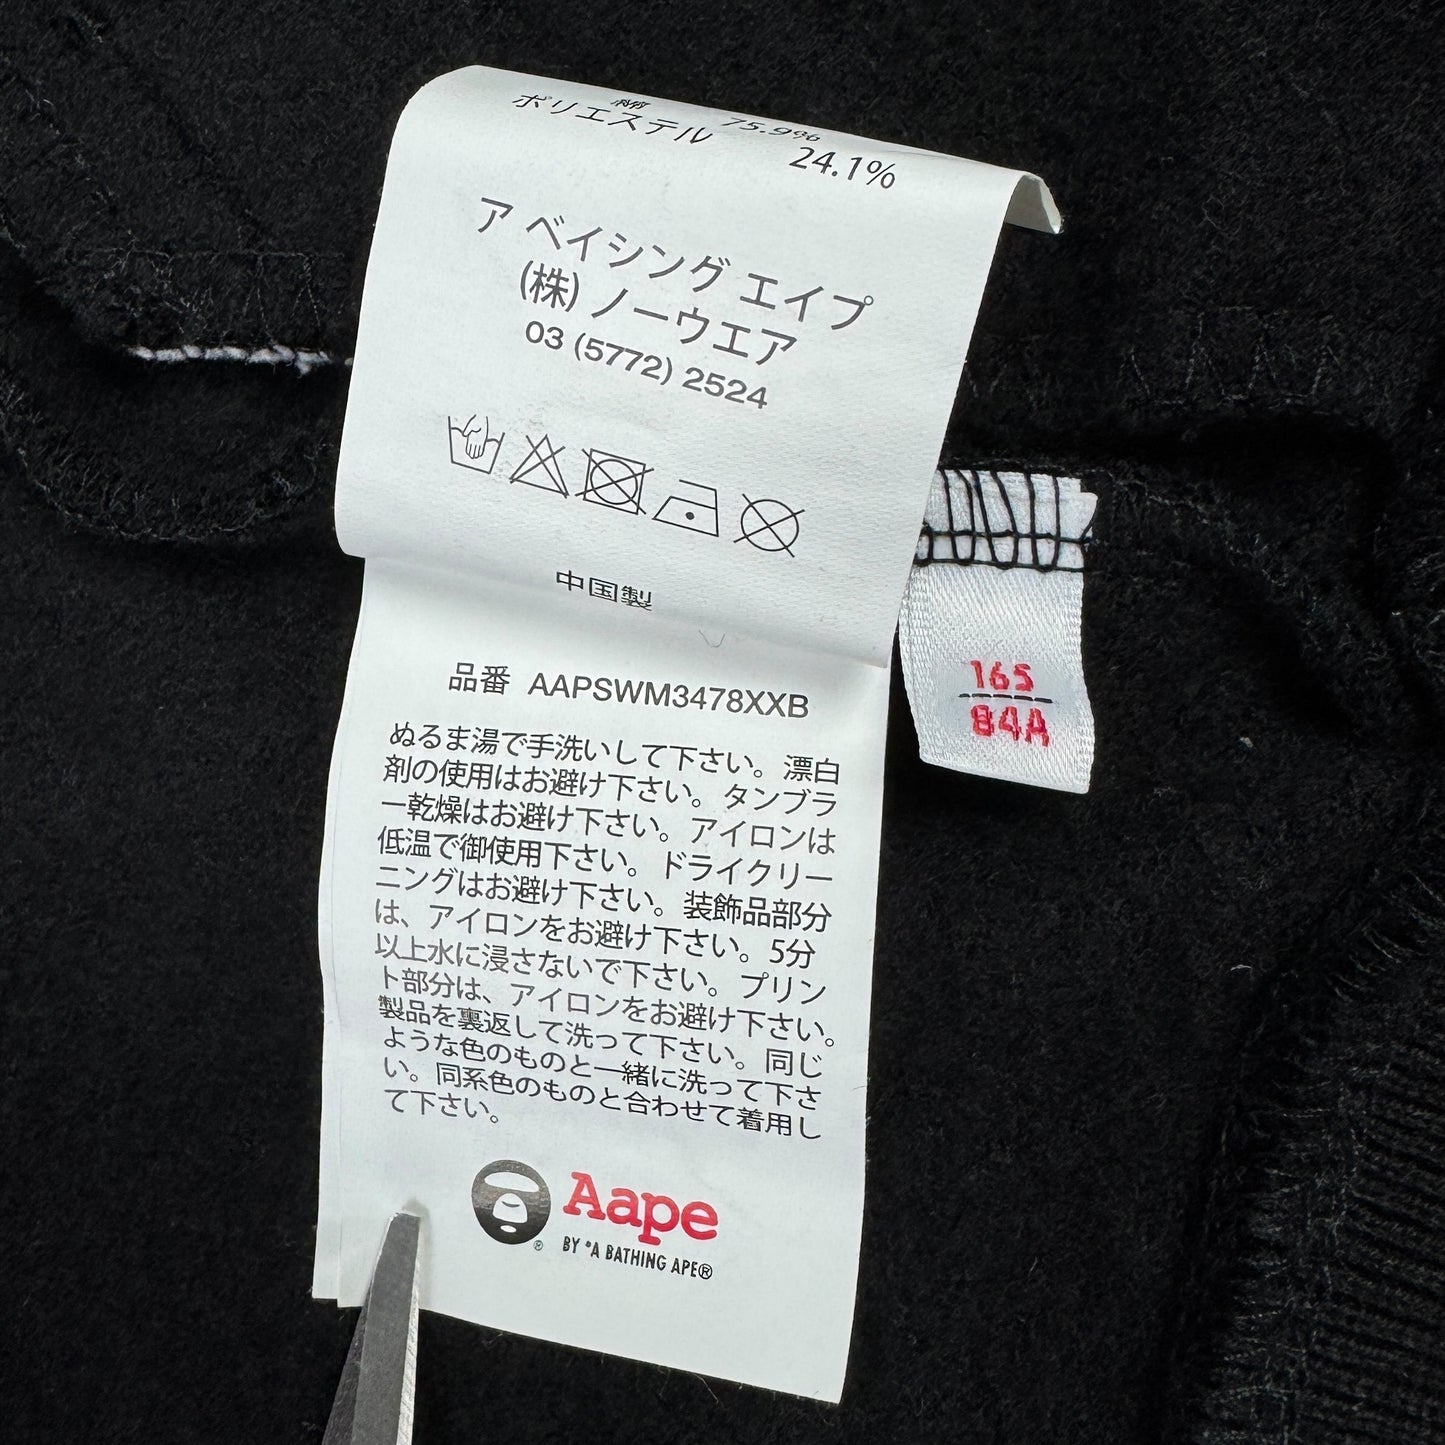 綿 75.9%
ポリエステル 24.1%
ア ベイシング エイプ
(株) ノーウエア
03 (5772) 2524
中国製
品番 AAPSWM3478XXB
ぬるま湯で手洗いして下さい。漂白
剤の使用はお避け下さい。タンブラ
ー乾燥はお避け下さい。アイロンは
低温で御使用下さい。ドライクリー
ニングはお避け下さい。装飾品部分
は、アイロンをお避け下さい。5分
以上水に浸さないで下さい。プリン
ト部分は、アイロンをお避け下さい。
製品を裏返して洗って下さい。同じ
ような色のものと一緒に洗って下さ
い。同系色のものと合わせて着用し
て下さい。
Aape
® BY *A BATHING APE®
165
84A